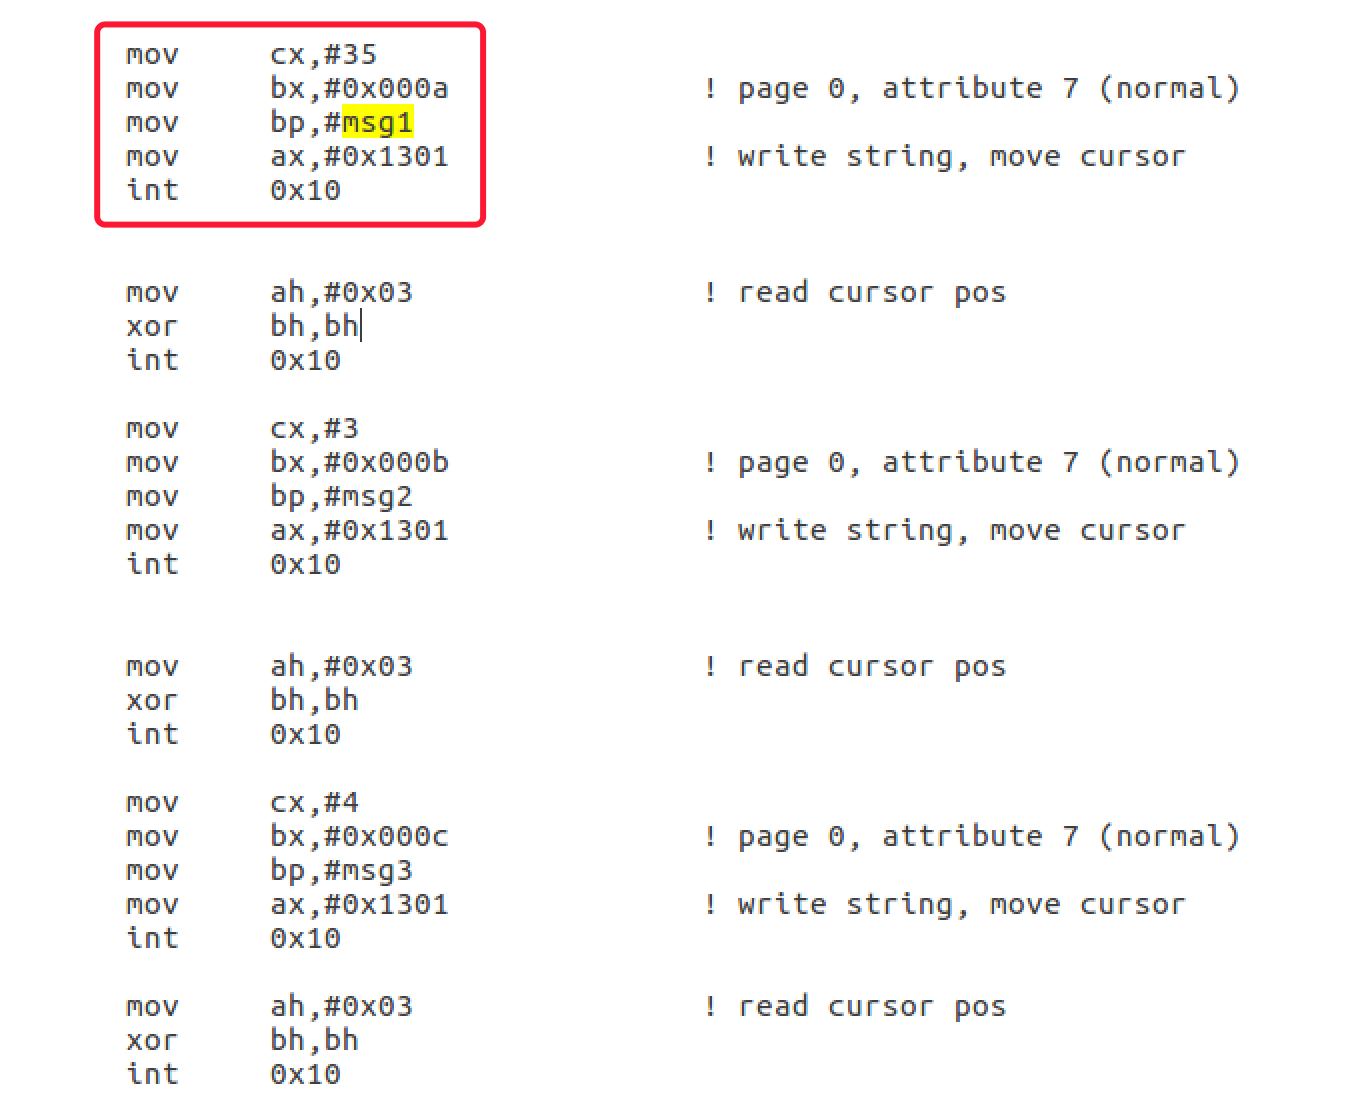 mov cx,#35
mov bx,#0x000a ! page 0, attribute 7 (normal)
mov bp,#msg1
mov ax,#0x1301 ! write string, move cursor
int 0x10
mov ah,#0x03 ! read cursor pos
xor bh,bh
int 0x10
mov cx,#3
mov bx,#0x000b ! page 0, attribute 7 (normal)
mov bp,#msg2
mov ax,#0x1301 ! write string, move cursor
int 0x10
mov ah,#0x03 ! read cursor pos
xor bh,bh
int 0x10
mov cx,#4
mov bx,#0x000c ! page 0, attribute 7 (normal)
mov bp,#msg3
mov ax,#0x1301 ! write string, move cursor
int 0x10
mov ah,#0x03 ! read cursor pos
xor bh,bh
int 0x10